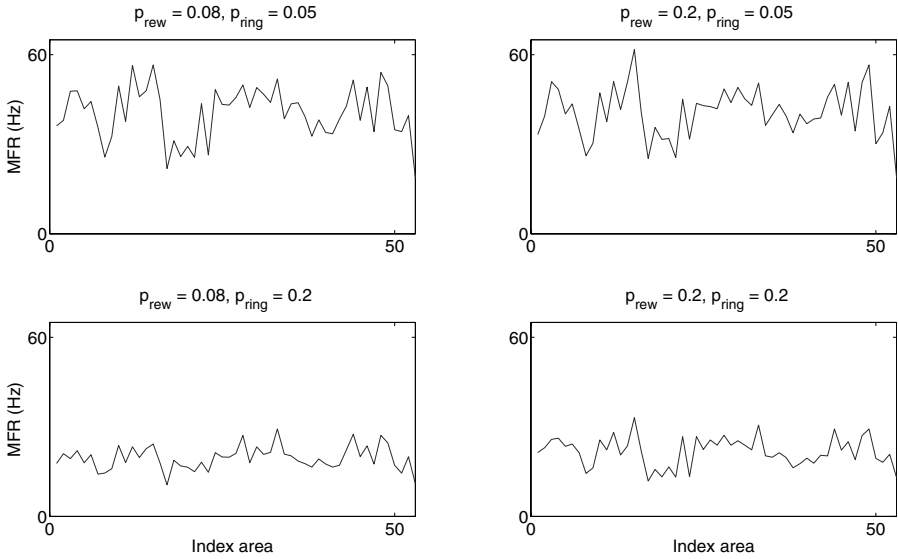 p_rew = 0.08, p_ring = 0.05
60
MFR (Hz)
0
0
50
p_rew = 0.2, p_ring = 0.05
60
0
0
50
p_rew = 0.08, p_ring = 0.2
60
MFR (Hz)
0
0
50
Index area
p_rew = 0.2, p_ring = 0.2
60
0
0
50
Index area